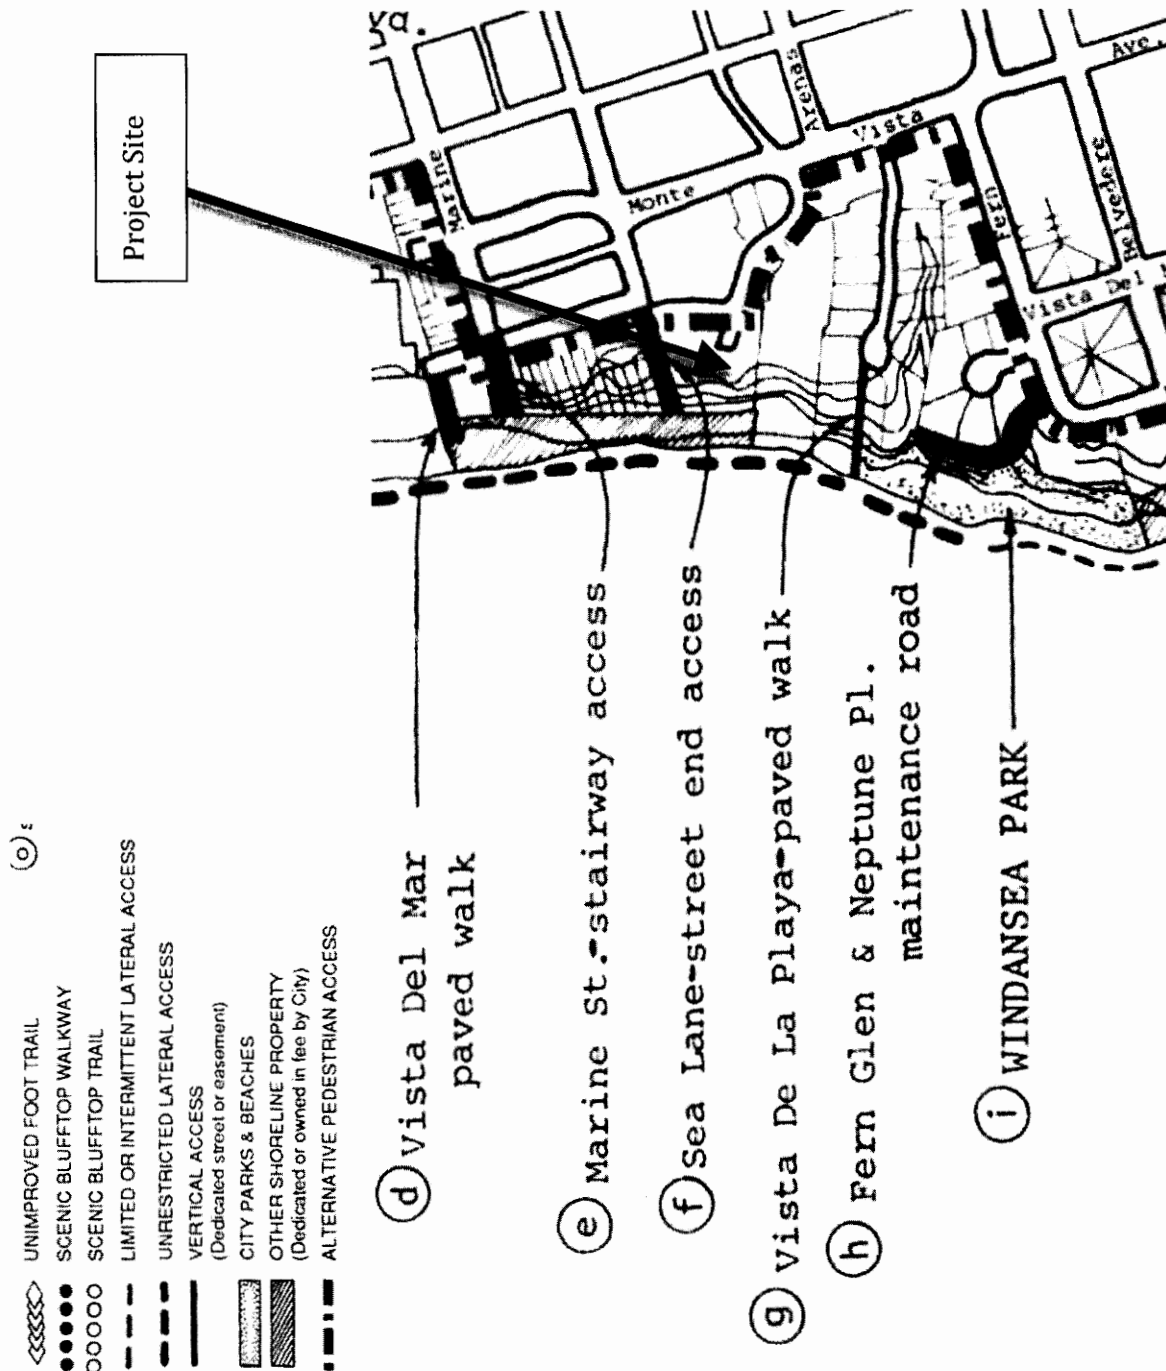 Project Site
UNIMPROVED FOOT TRAIL
SCENIC BLUFFTOP WALKWAY
SCENIC BLUFFTOP TRAIL
LIMITED OR INTERMITTENT LATERAL ACCESS
UNRESTRICTED LATERAL ACCESS
VERTICAL ACCESS
(Dedicated street or easement)
CITY PARKS & BEACHES
OTHER SHORELINE PROPERTY
(Dedicated or owned in fee by City)
ALTERNATIVE PEDESTRIAN ACCESS
d Vista Del Mar
paved walk
e Marine St.-stairway access
f Sea Lane-street end access
g Vista De La Playa-paved walk
h Fern Glen & Neptune Pl.
maintenance road
i WINDANSEA PARK
Marine
Monte
Vista
Arenas
Fern
Belvedere
Ave.
Vista Del